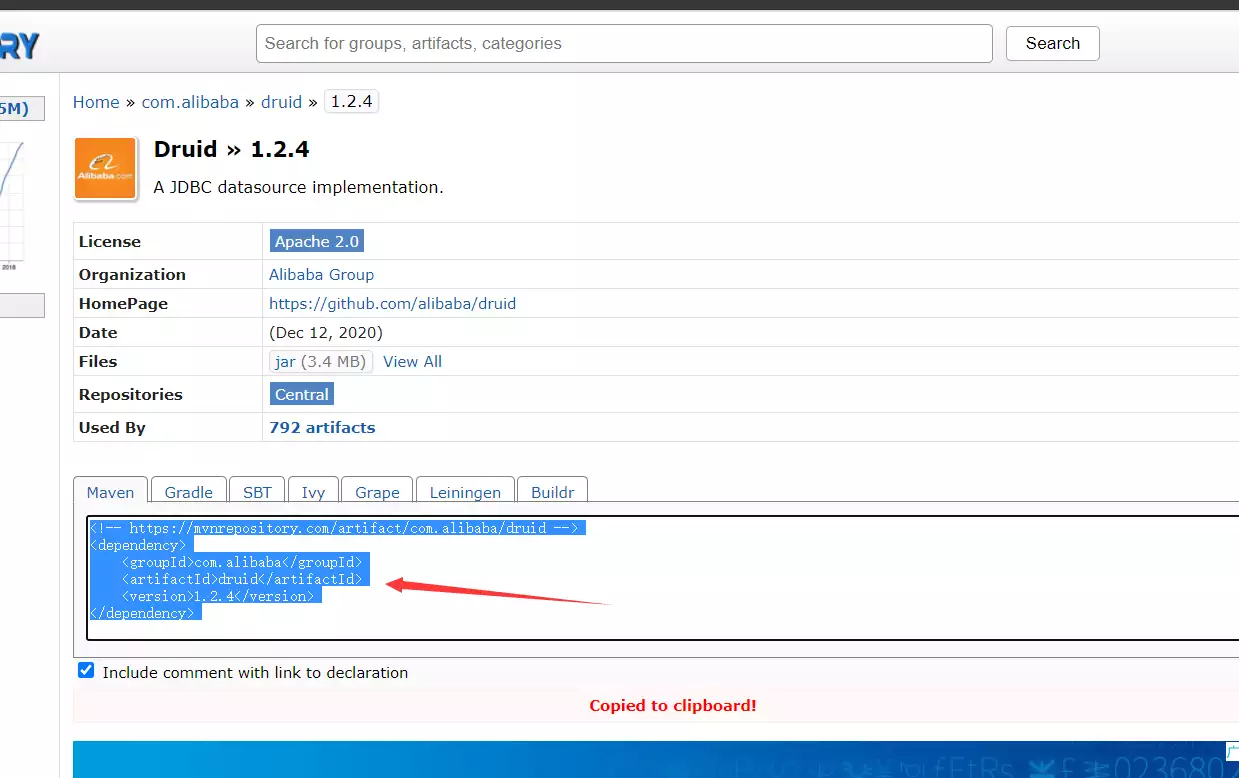 RY
Search for groups, artifacts, categories
Search
5M)
Home » com.alibaba » druid » 1.2.4
Druid » 1.2.4
Alibaba.com
A JDBC datasource implementation.
2018
License Apache 2.0
Organization Alibaba Group
HomePage https://github.com/alibaba/druid
Date (Dec 12, 2020)
Files jar (3.4 MB) View All
Repositories Central
Used By 792 artifacts
Maven Gradle SBT Ivy Grape Leiningen Buildr
<!-- https://mvnrepository.com/artifact/com.alibaba/druid -->
<dependency>
    <groupId>com.alibaba</groupId>
    <artifactId>druid</artifactId>
    <version>1.2.4</version>
</dependency>
Include comment with link to declaration
Copied to clipboard!